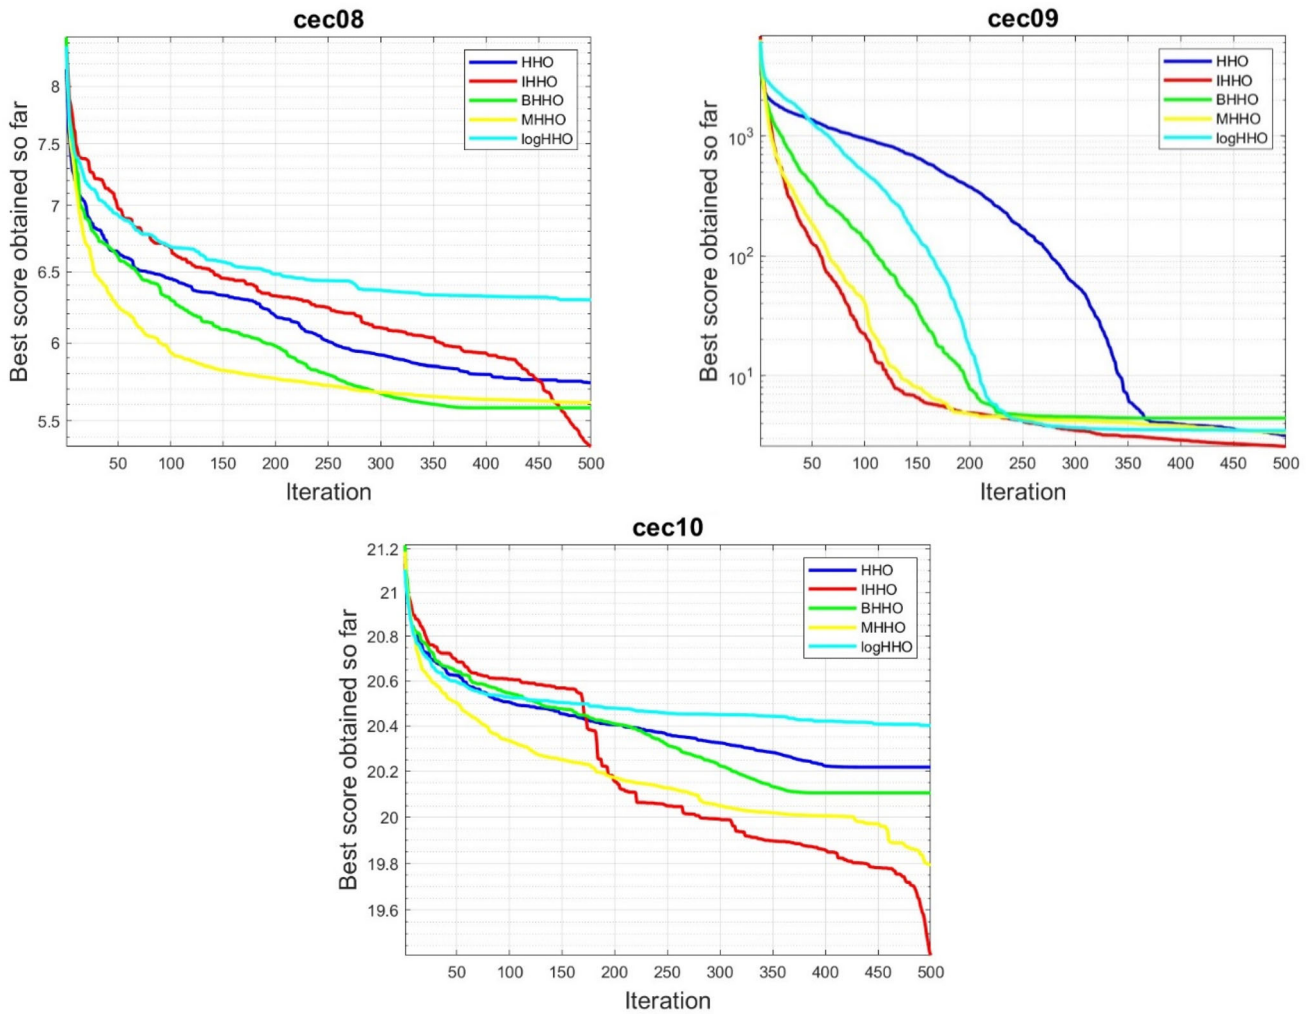 cec08
Best score obtained so far
8
7.5
7
6.5
6
5.5
50 100 150 200 250 300 350 400 450 500
Iteration
HHO
IHHO
BHHO
MHHO
logHHO
cec09
Best score obtained so far
10³
10²
10¹
50 100 150 200 250 300 350 400 450 500
Iteration
HHO
IHHO
BHHO
MHHO
logHHO
cec10
Best score obtained so far
21.2
21
20.8
20.6
20.4
20.2
20
19.8
19.6
50 100 150 200 250 300 350 400 450 500
Iteration
HHO
IHHO
BHHO
MHHO
logHHO